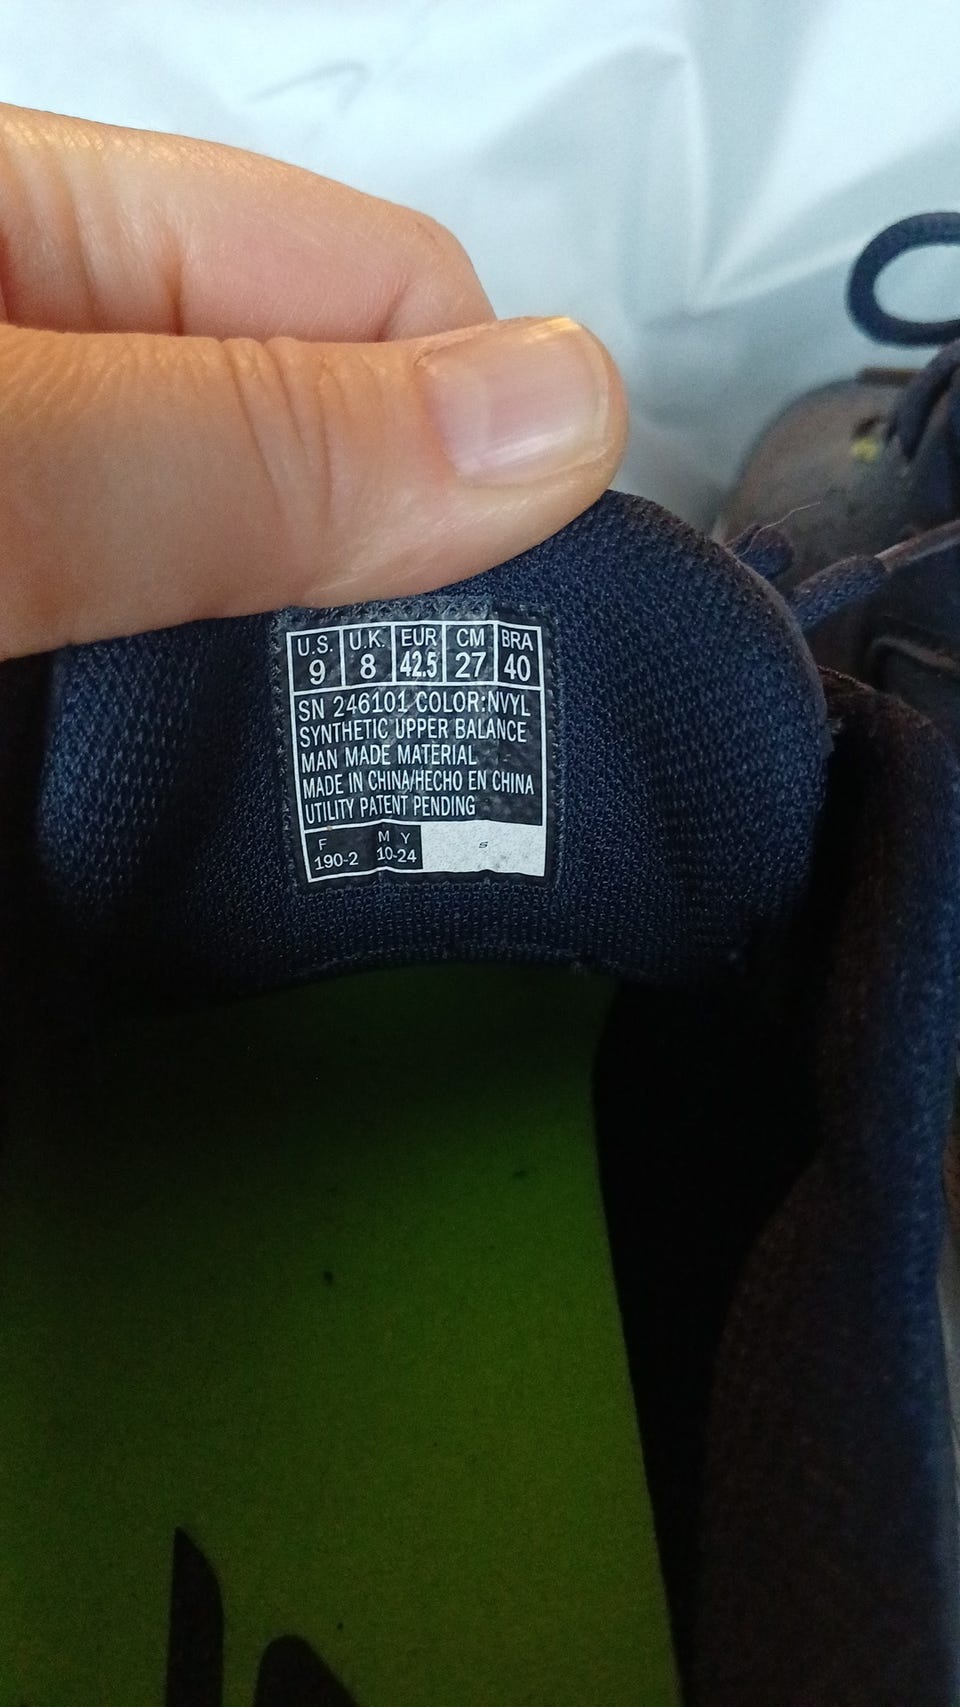 U.S. U.K. EUR CM BRA
9 8 42.5 27 40
SN 246101 COLOR:NVYL
SYNTHETIC UPPER BALANCE
MAN MADE MATERIAL
MADE IN CHINA/HECHO EN CHINA
UTILITY PATENT PENDING
F M Y
190-2 10-24
S